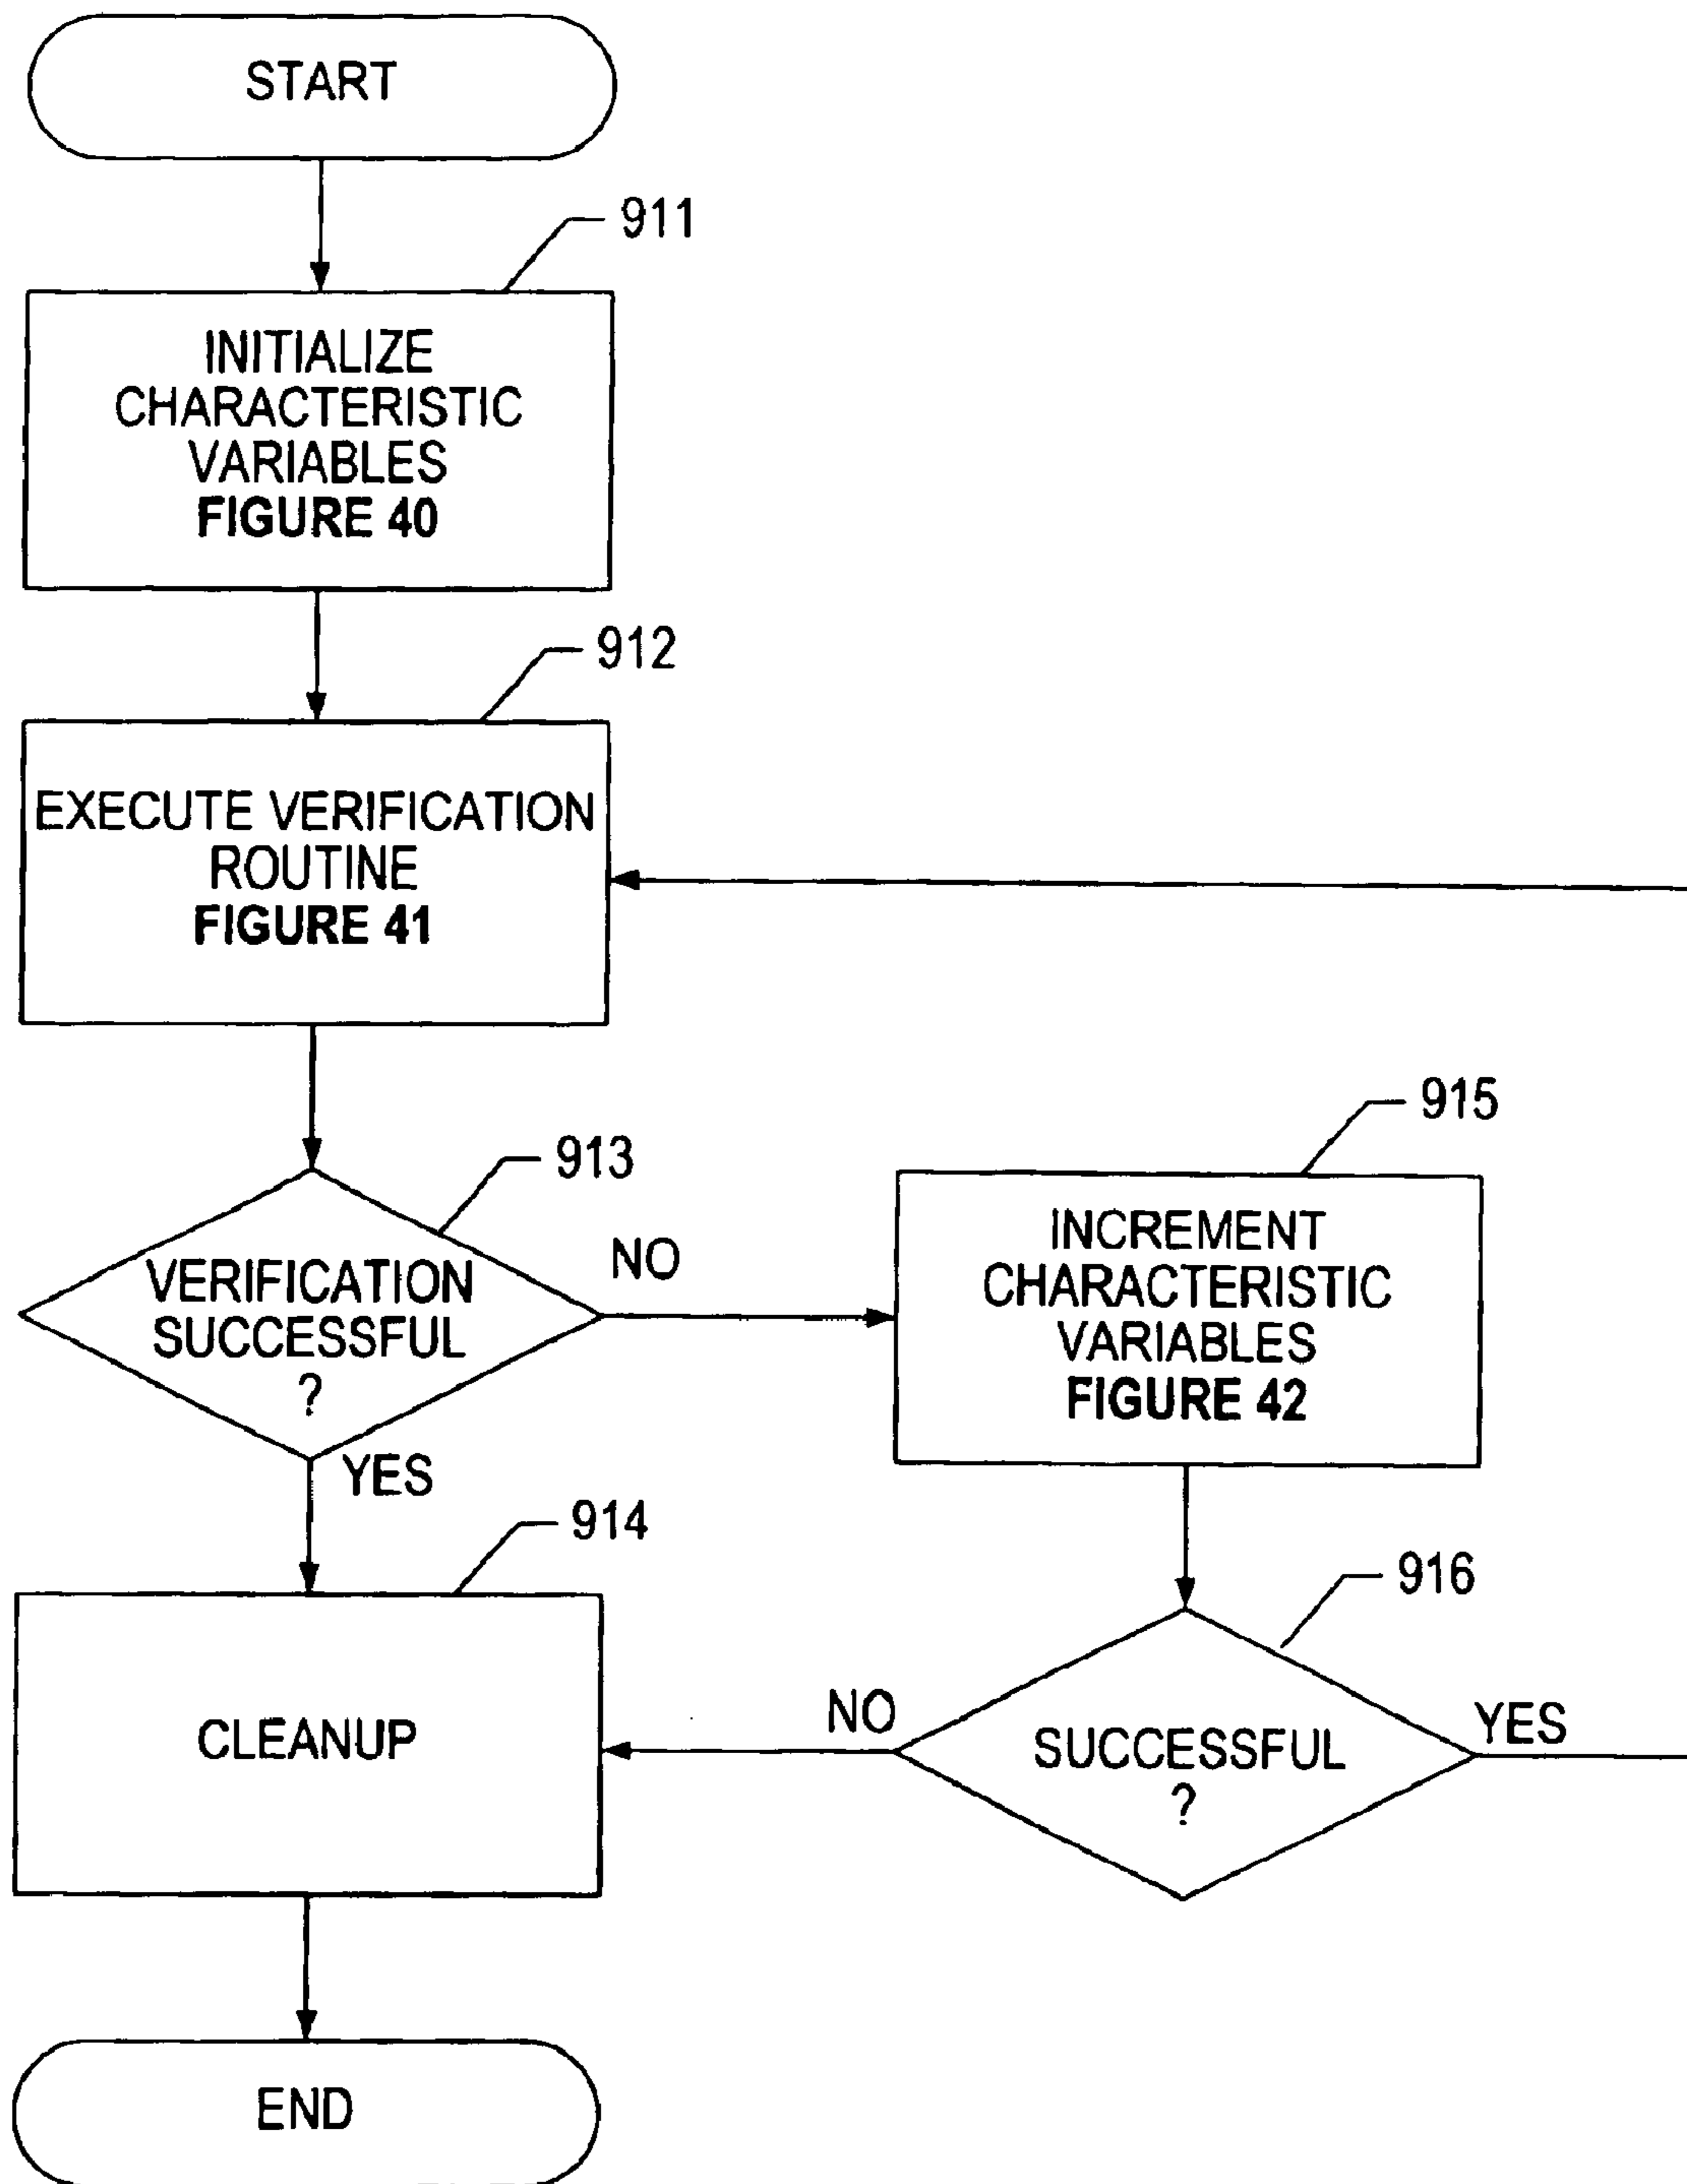 START
911
INITIALIZE
CHARACTERISTIC
VARIABLES
FIGURE 40
912
EXECUTE VERIFICATION
ROUTINE
FIGURE 41
913
VERIFICATION
SUCCESSFUL
?
NO
YES
915
INCREMENT
CHARACTERISTIC
VARIABLES
FIGURE 42
914
CLEANUP
916
SUCCESSFUL
?
NO
YES
END